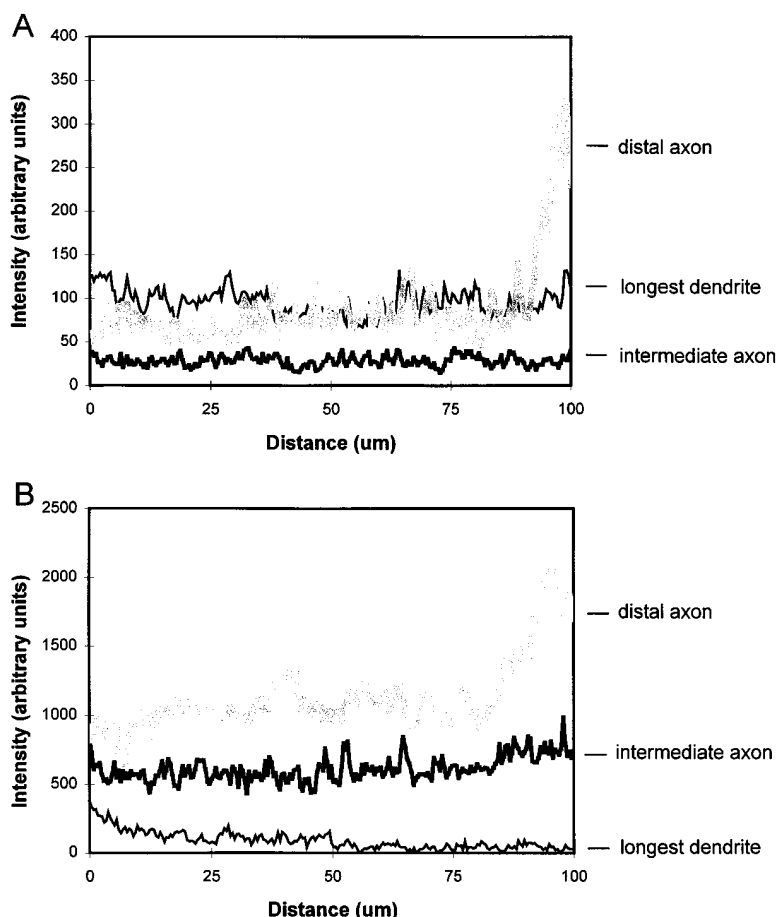 A
Intensity (arbitrary units)
400
350
300
250
200
150
100
50
0
0 25 50 75 100
Distance (um)
distal axon
longest dendrite
intermediate axon
B
Intensity (arbitrary units)
2500
2000
1500
1000
500
0
0 25 50 75 100
Distance (um)
distal axon
intermediate axon
longest dendrite